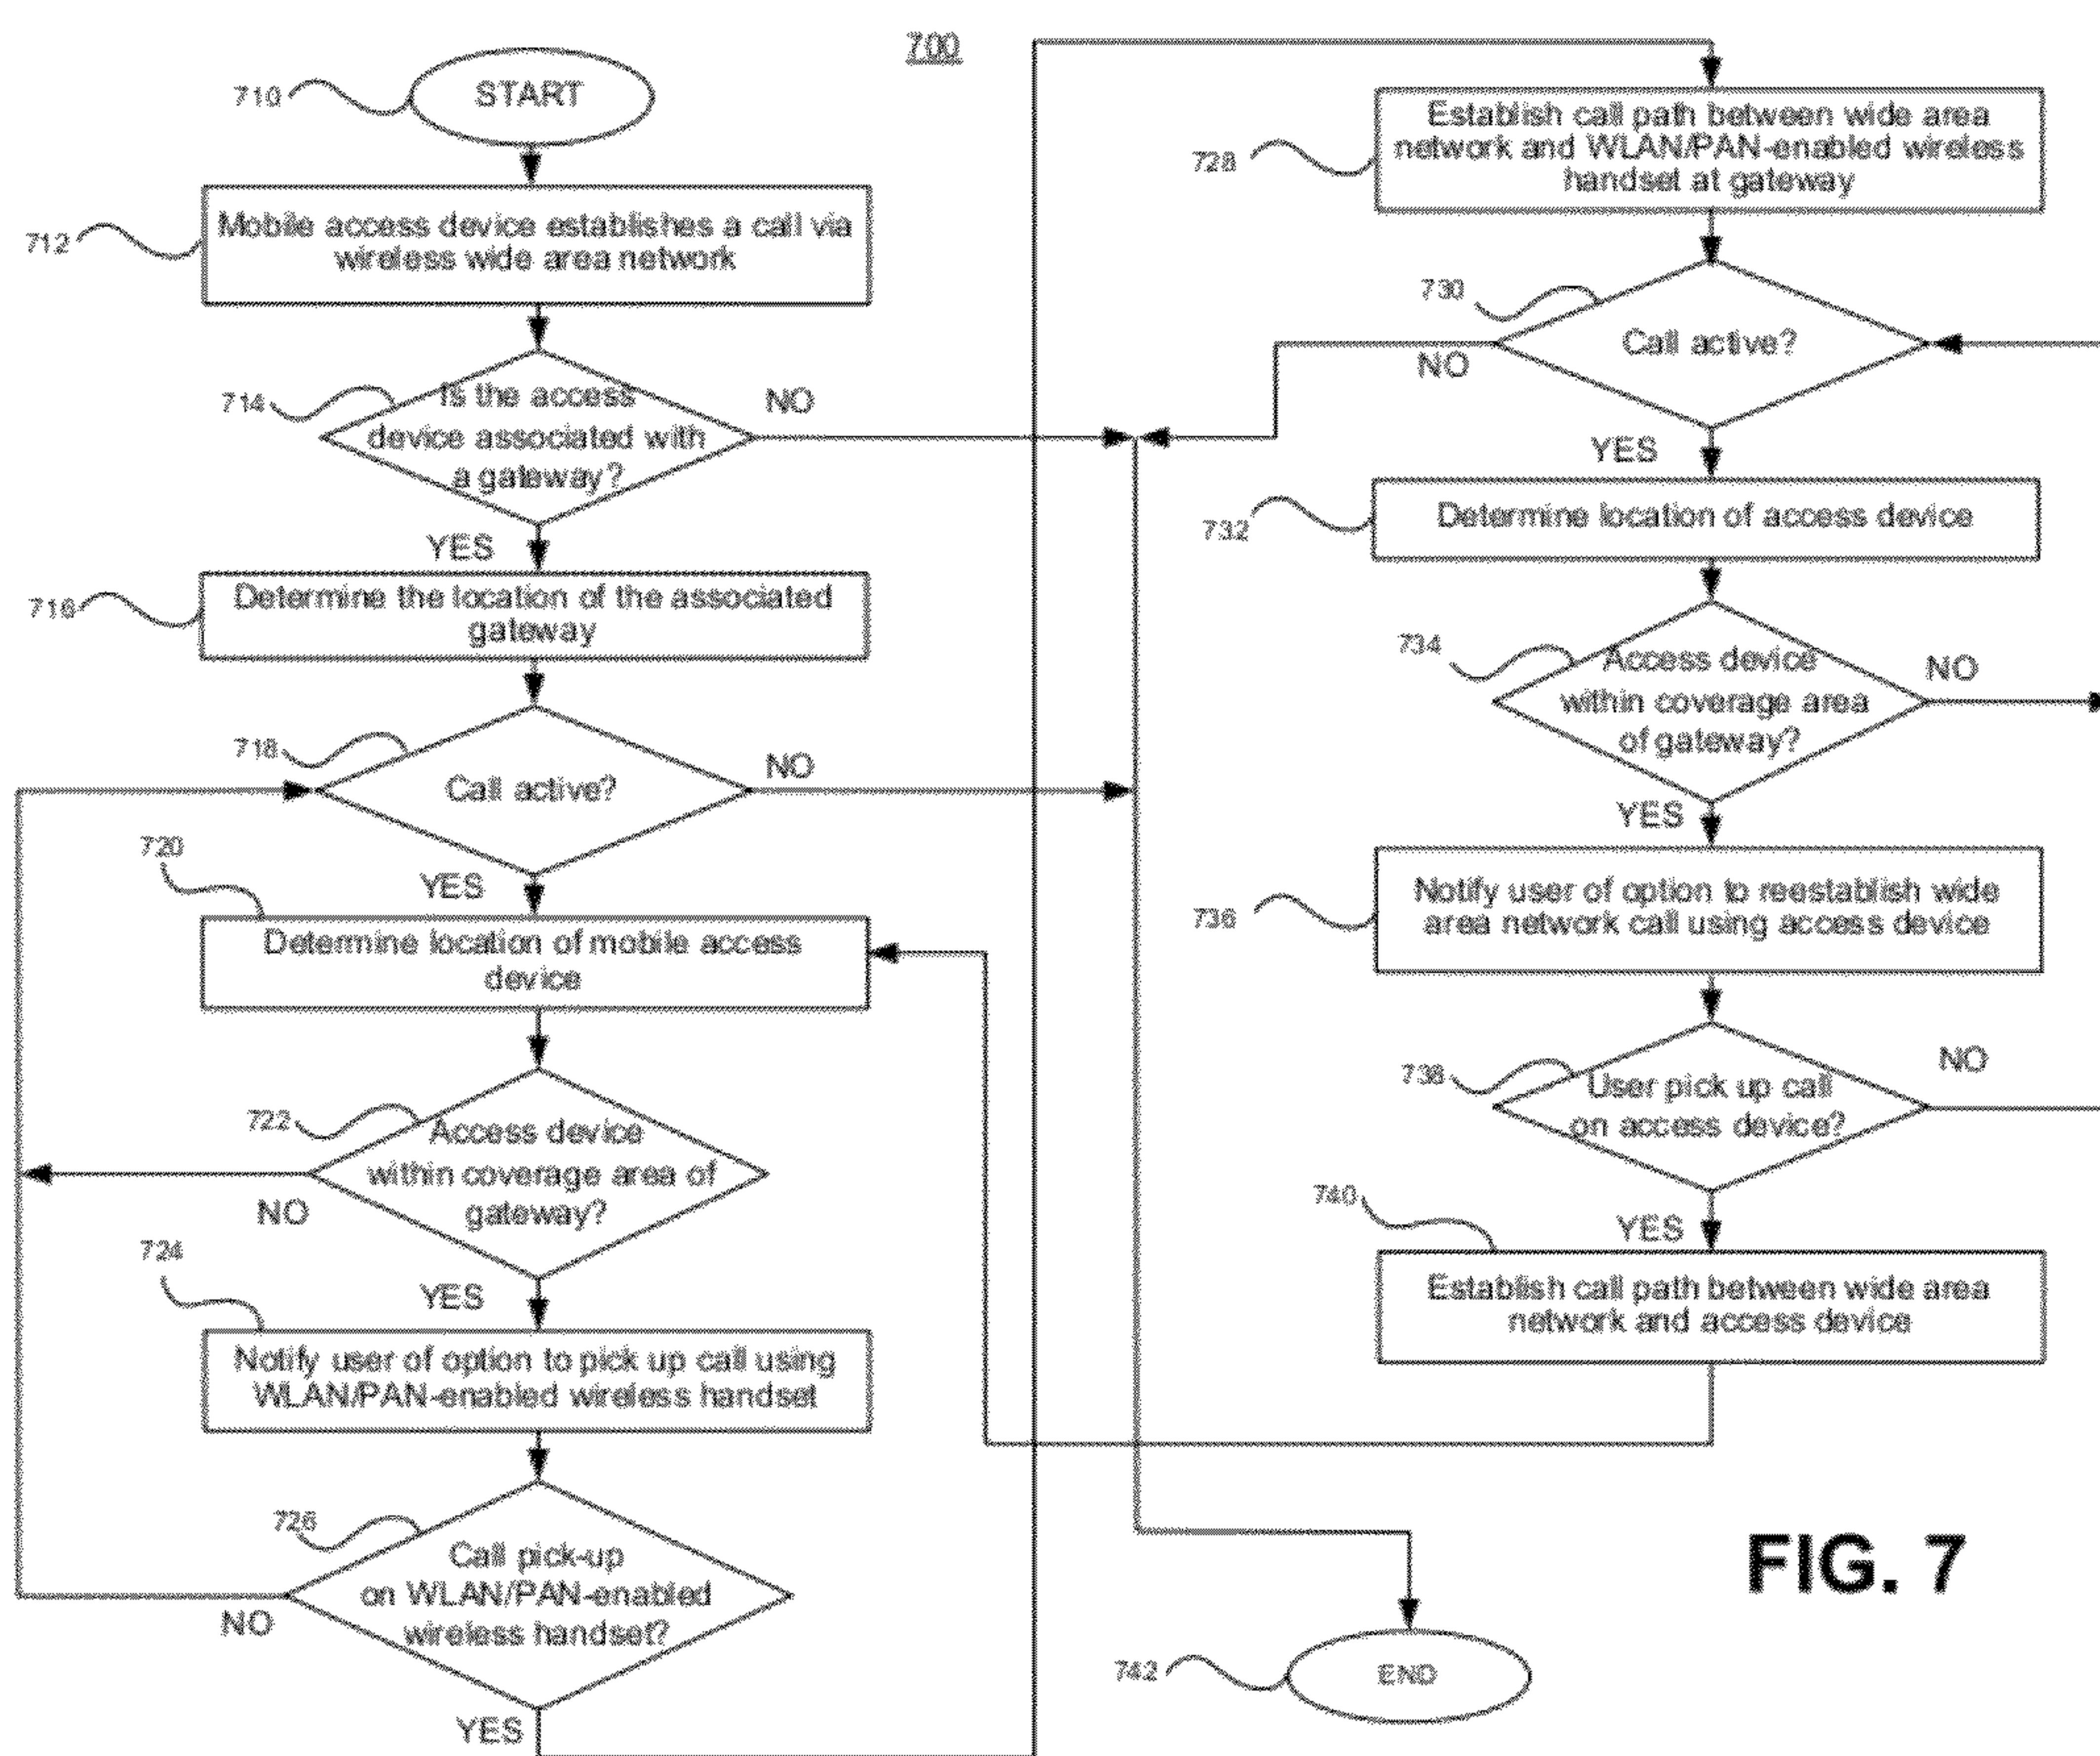 700
710
START
712
Mobile access device establishes a call via
wireless wide area network
714
Is the access
device associated with
a gateway?
NO
YES
716
Determine the location of the associated
gateway
718
Call active?
NO
YES
720
Determine location of mobile access
device
722
Access device
within coverage area of
gateway?
NO
YES
724
Notify user of option to pick up call using
WLAN/PAN-enabled wireless handset
726
Call pick-up
on WLAN/PAN-enabled
wireless handset?
NO
YES
728
Establish call path between wide area
network and WLAN/PAN-enabled wireless
handset at gateway
730
Call active?
NO
YES
732
Determine location of access device
734
Access device
within coverage area
of gateway?
NO
YES
736
Notify user of option to reestablish wide
area network call using access device
738
User pick up call
on access device?
NO
YES
740
Establish call path between wide area
network and access device
742
END
FIG. 7